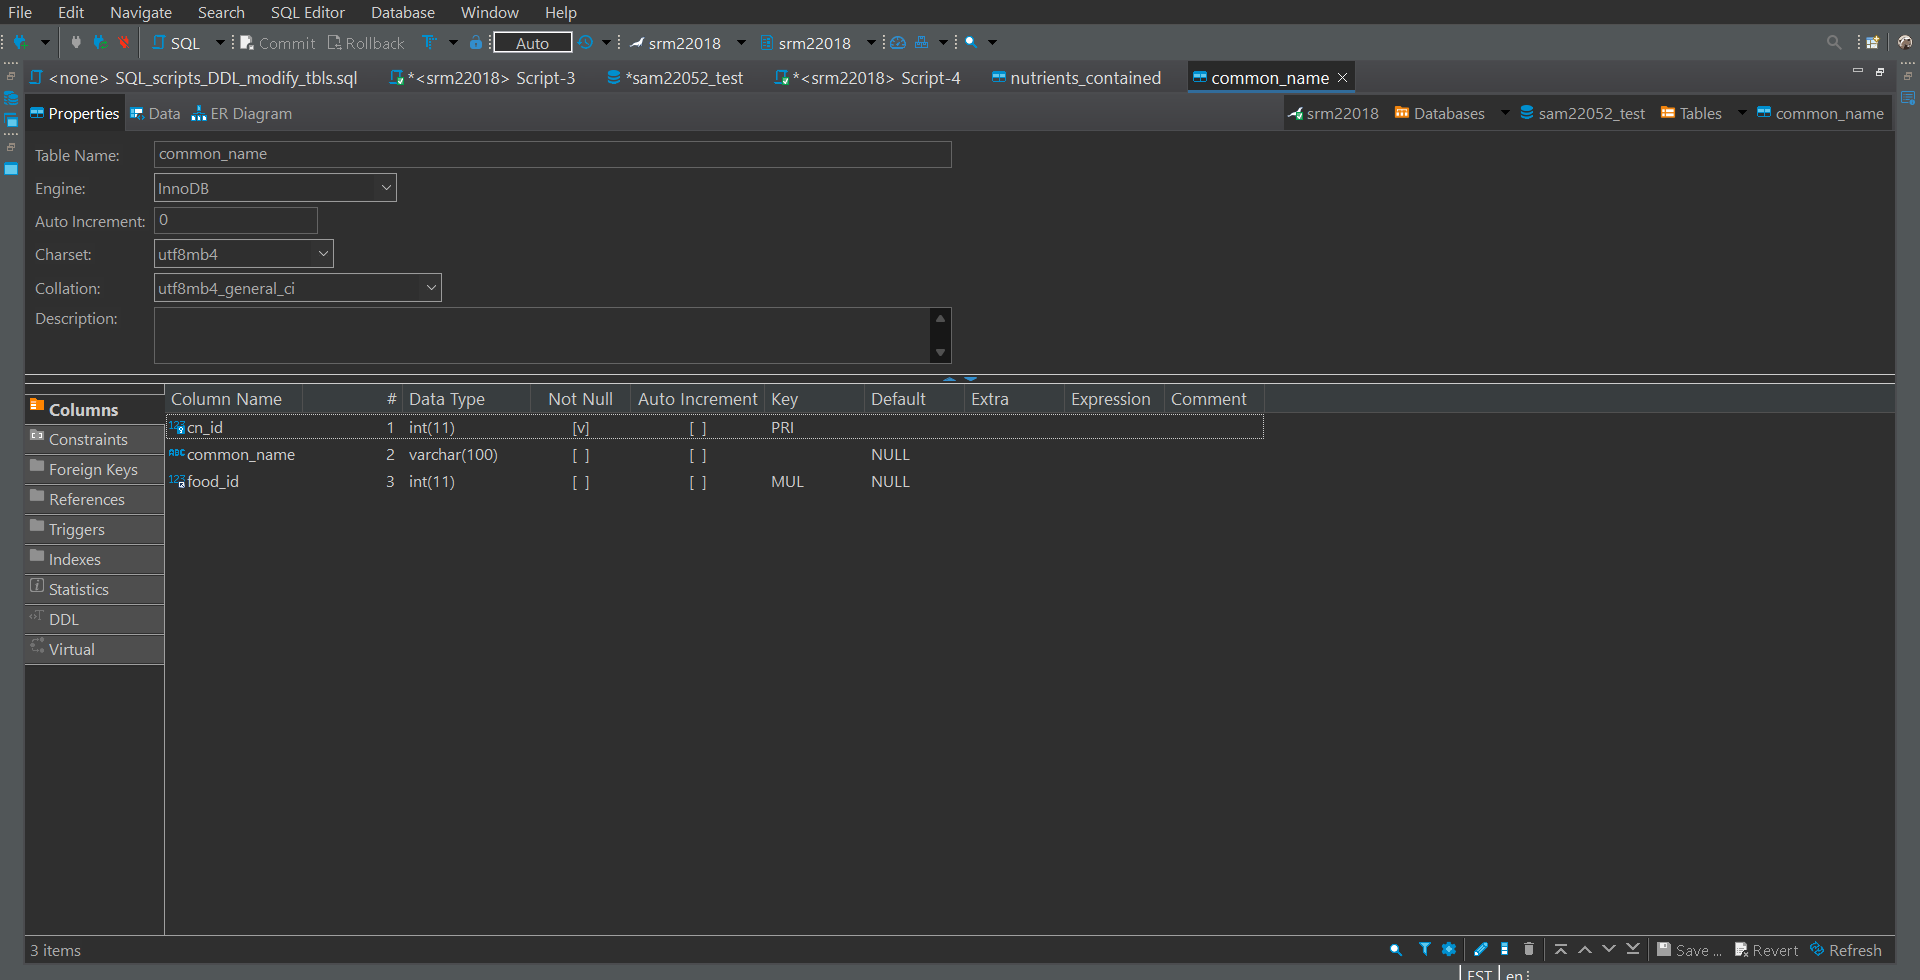 File Edit Navigate Search SQL Editor Database Window Help
SQL Commit Rollback Auto srm22018 srm22018
<none> SQL_scripts_DDL_modify_tbls.sql *<srm22018> Script-3 *sam22052_test *<srm22018> Script-4 nutrients_contained common_name
Properties Data ER Diagram srm22018 Databases sam22052_test Tables common_name
Table Name: common_name
Engine: InnoDB
Auto Increment: 0
Charset: utf8mb4
Collation: utf8mb4_general_ci
Description:
Columns
Constraints
Foreign Keys
References
Triggers
Indexes
Statistics
DDL
Virtual
Column Name # Data Type Not Null Auto Increment Key Default Extra Expression Comment
123 cn_id 1 int(11) [v] [ ] PRI
ABC common_name 2 varchar(100) [ ] [ ] NULL
123 food_id 3 int(11) [ ] [ ] MUL NULL
3 items Save ... Revert Refresh
EST en